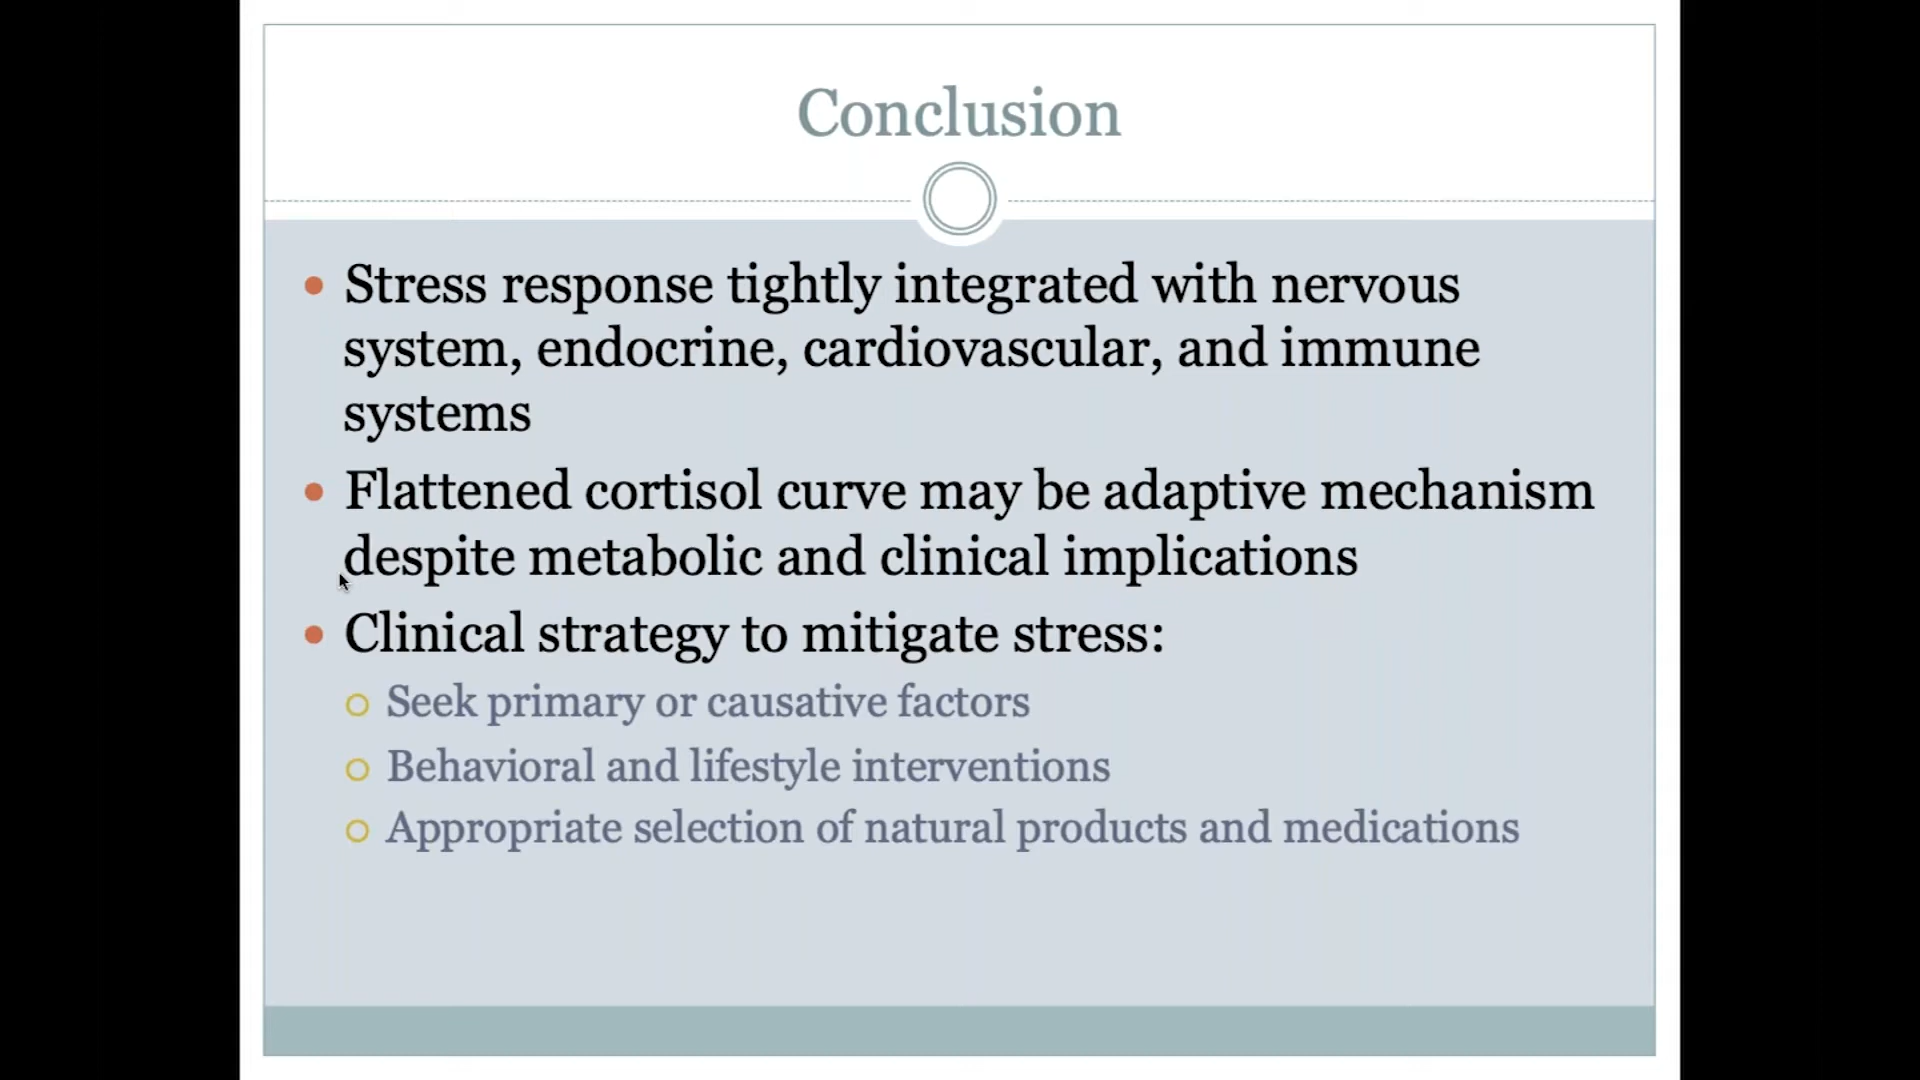 Conclusion
Stress response tightly integrated with nervous
system, endocrine, cardiovascular, and immune
systems
Flattened cortisol curve may be adaptive mechanism
despite metabolic and clinical implications
Clinical strategy to mitigate stress:
Seek primary or causative factors
Behavioral and lifestyle interventions
Appropriate selection of natural products and medications